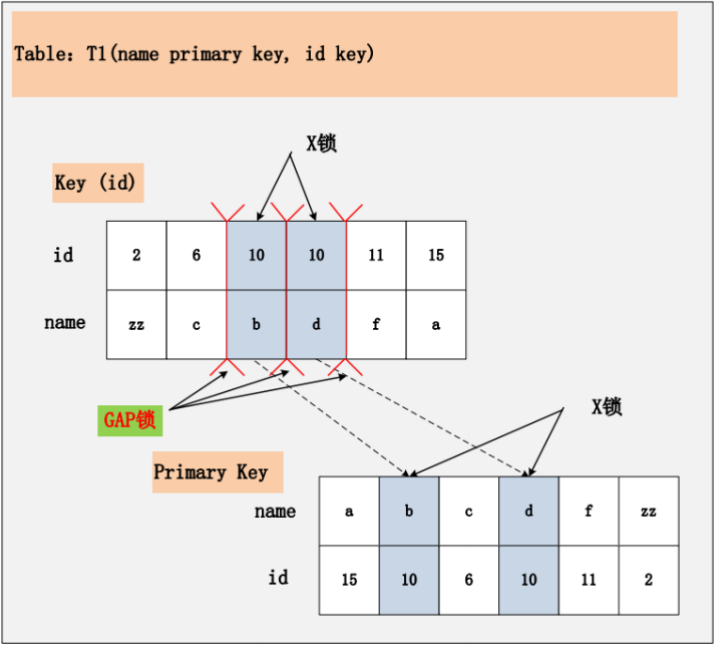 Table: T1(name primary key, id key)
X锁
Key (id)
id 2 6 10 10 11 15
name zz c b d f a
GAP锁
X锁
Primary Key
name a b c d f zz
id 15 10 6 10 11 2